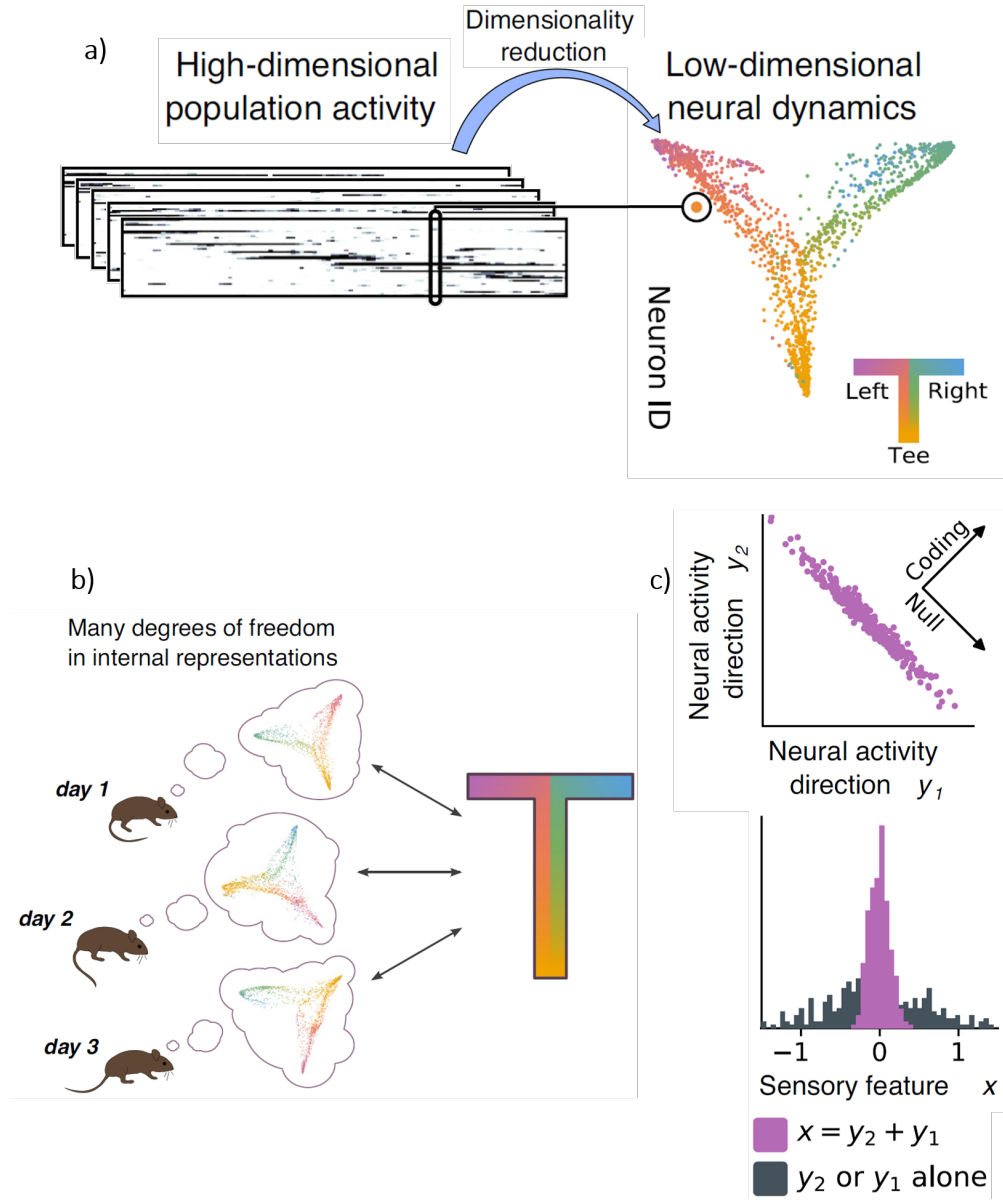 a)
High-dimensional
population activity
Dimensionality
reduction
Low-dimensional
neural dynamics
Neuron ID
Left
Right
Tee
b)
Many degrees of freedom
in internal representations
day 1
day 2
day 3
c)
Neural activity
direction y₂
Coding
Null
Neural activity
direction y₁
−1 0 1
Sensory feature x
x = y₂ + y₁
y₂ or y₁ alone